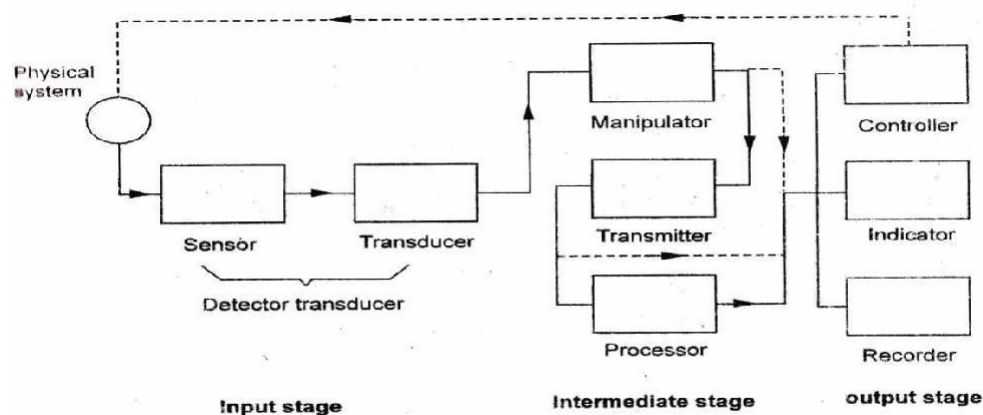 Physical
system
Manipulator
Controller
Sensor
Transducer
Transmitter
Indicator
Detector transducer
Processor
Recorder
Input stage
Intermediate stage
output stage